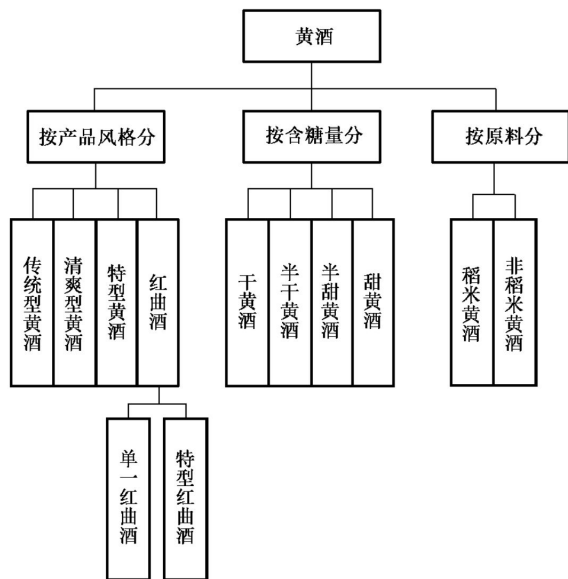 黄酒
按产品风格分
按含糖量分
按原料分
传统型黄酒
清爽型黄酒
特型黄酒
红曲酒
干黄酒
半干黄酒
半甜黄酒
甜黄酒
稻米黄酒
非稻米黄酒
单一红曲酒
特型红曲酒